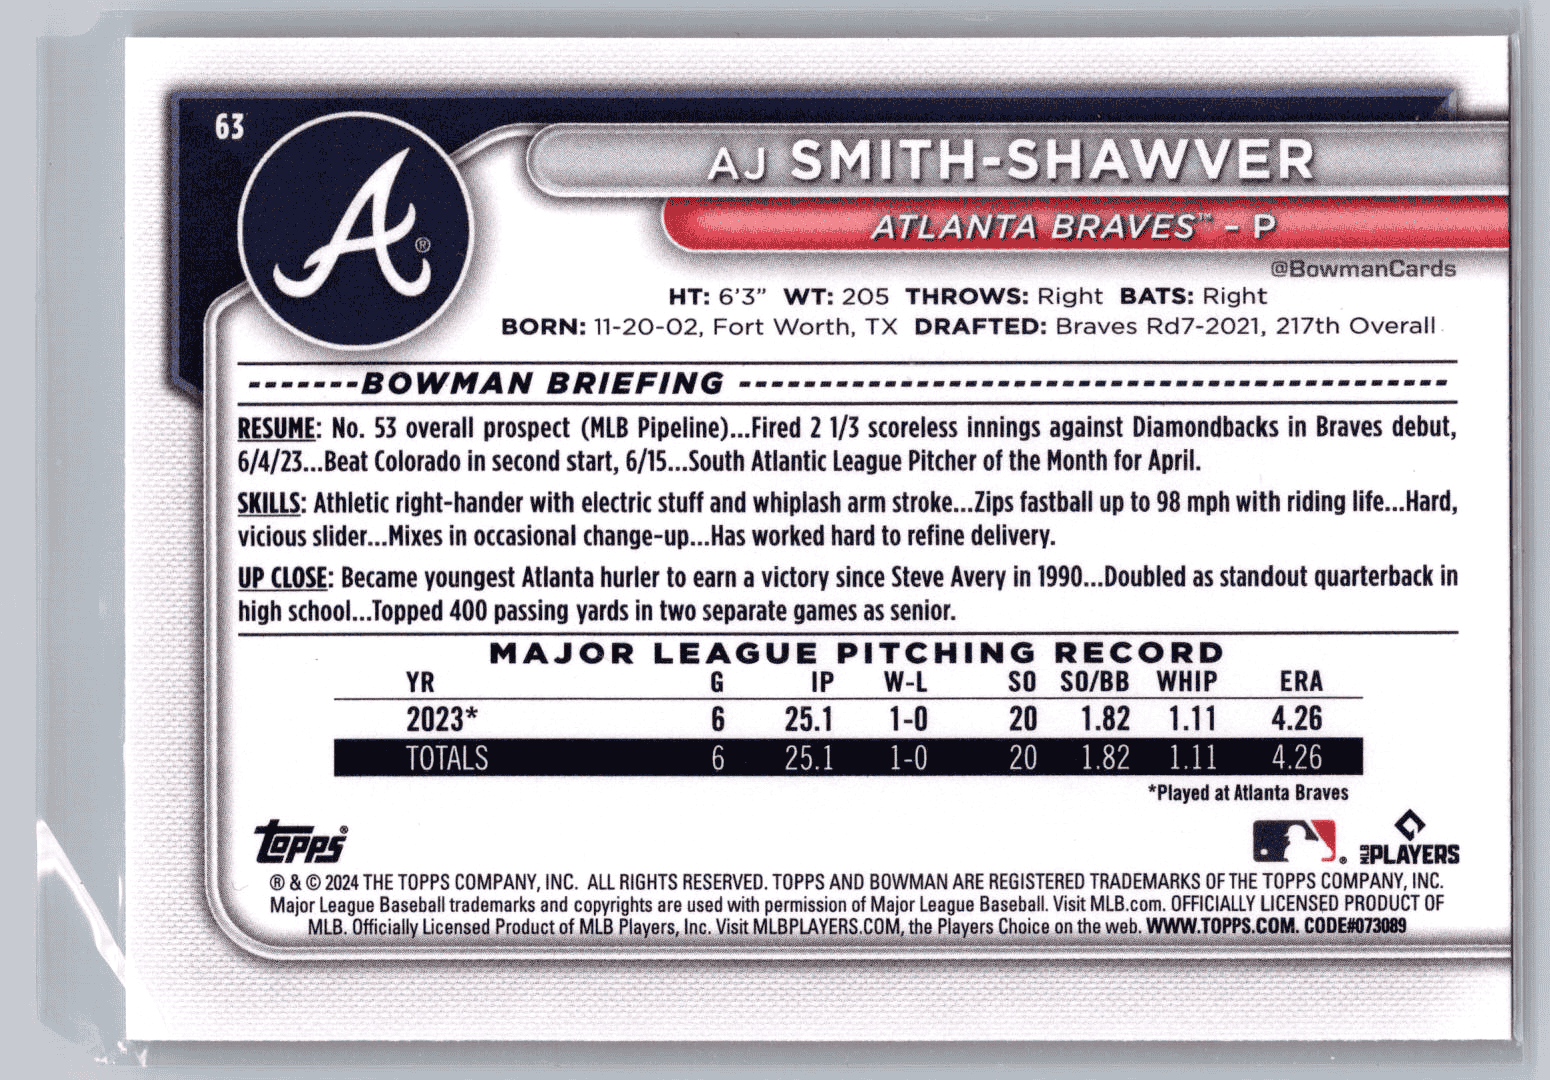 63
A®
AJ SMITH-SHAWVER
ATLANTA BRAVES™ - P
@BowmanCards
HT: 6'3" WT: 205 THROWS: Right BATS: Right
BORN: 11-20-02, Fort Worth, TX DRAFTED: Braves Rd7-2021, 217th Overall
-------BOWMAN BRIEFING --------------------------------------------
RESUME: No. 53 overall prospect (MLB Pipeline)...Fired 2 1/3 scoreless innings against Diamondbacks in Braves debut,
6/4/23...Beat Colorado in second start, 6/15...South Atlantic League Pitcher of the Month for April.
SKILLS: Athletic right-hander with electric stuff and whiplash arm stroke...Zips fastball up to 98 mph with riding life...Hard,
vicious slider...Mixes in occasional change-up...Has worked hard to refine delivery.
UP CLOSE: Became youngest Atlanta hurler to earn a victory since Steve Avery in 1990...Doubled as standout quarterback in
high school...Topped 400 passing yards in two separate games as senior.
MAJOR LEAGUE PITCHING RECORD
YR G IP W-L SO SO/BB WHIP ERA
2023* 6 25.1 1-0 20 1.82 1.11 4.26
TOTALS 6 25.1 1-0 20 1.82 1.11 4.26
*Played at Atlanta Braves
topps®
® MLB PLAYERS
® & © 2024 THE TOPPS COMPANY, INC. ALL RIGHTS RESERVED. TOPPS AND BOWMAN ARE REGISTERED TRADEMARKS OF THE TOPPS COMPANY, INC.
Major League Baseball trademarks and copyrights are used with permission of Major League Baseball. Visit MLB.com. OFFICIALLY LICENSED PRODUCT OF
MLB. Officially Licensed Product of MLB Players, Inc. Visit MLBPLAYERS.COM, the Players Choice on the web. WWW.TOPPS.COM. CODE#073089